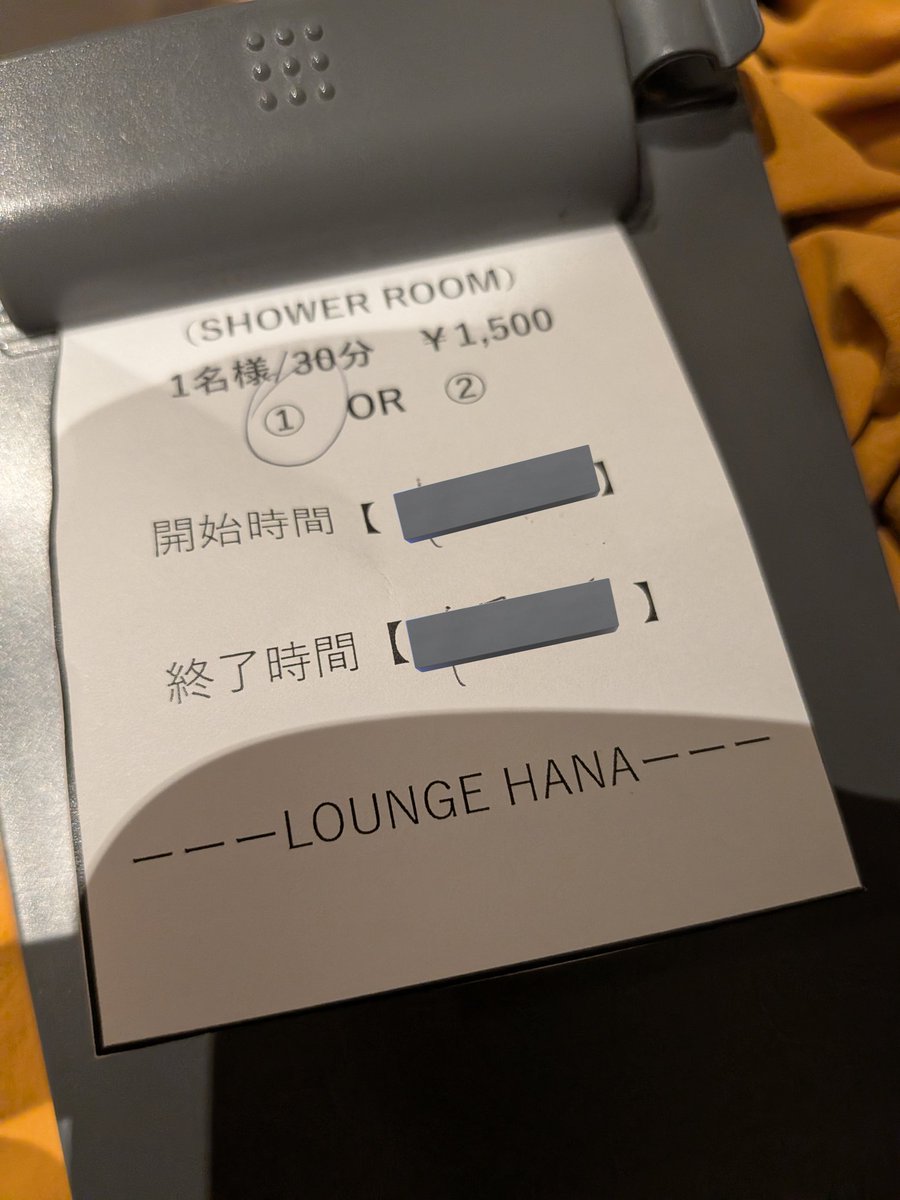 (SHOWER ROOM)
1名様/30分 ¥1,500
① OR ②
開始時間【 】
終了時間【 】
---LOUNGE HANA---